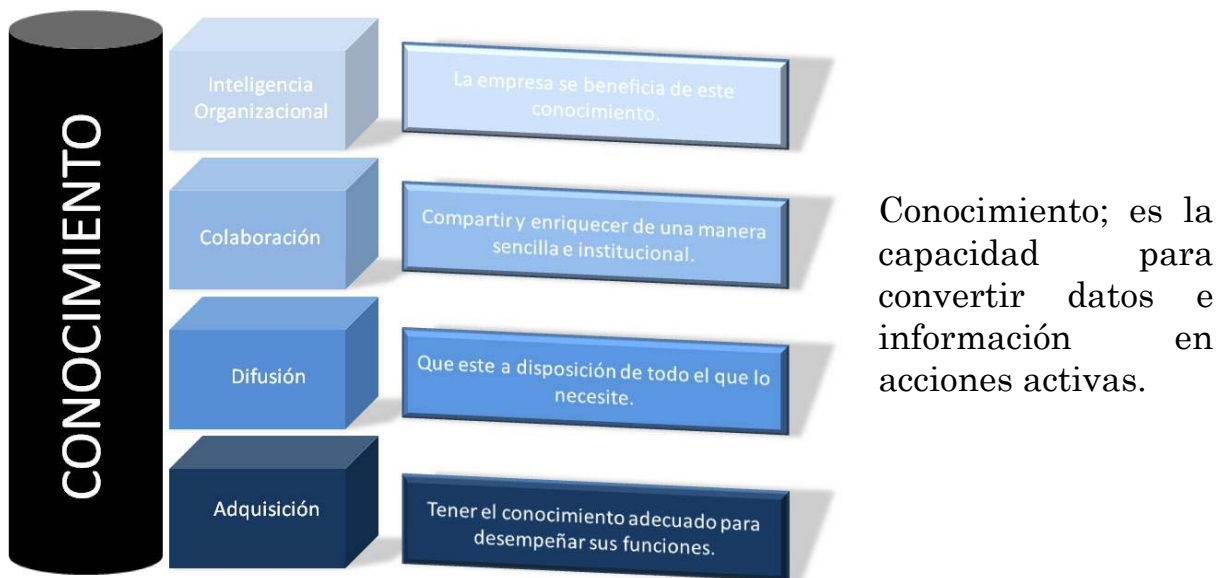 CONOCIMIENTO
Inteligencia
Organizacional
La empresa se beneficia de este
conocimiento.
Colaboración
Compartir y enriquecer de una manera
sencilla e institucional.
Difusión
Que este a disposición de todo el que lo
necesite.
Adquisición
Tener el conocimiento adecuado para
desempeñar sus funciones.
Conocimiento; es la
capacidad para
convertir datos e
información en
acciones activas.